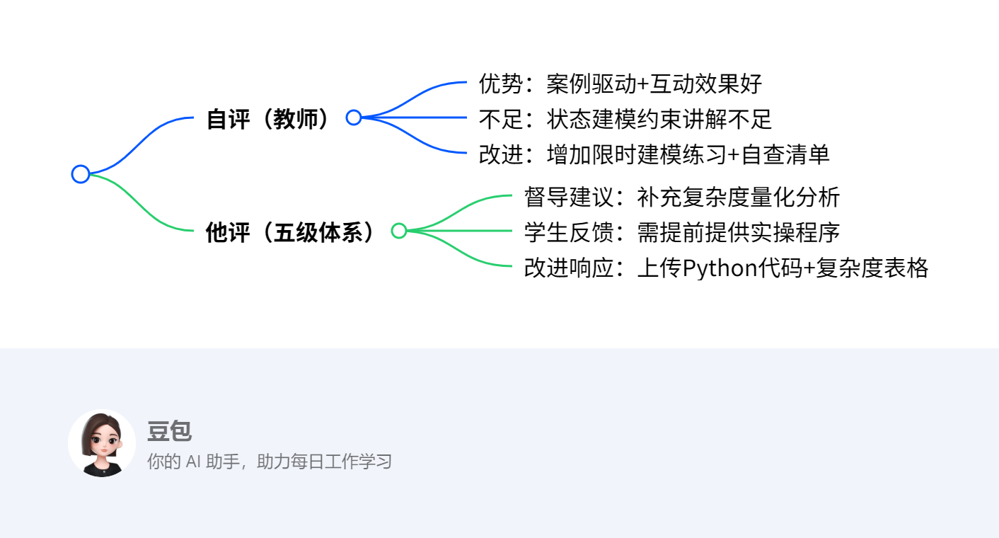 自评（教师）
优势：案例驱动+互动效果好
不足：状态建模约束讲解不足
改进：增加限时建模练习+自查清单
他评（五级体系）
督导建议：补充复杂度量化分析
学生反馈：需提前提供实操程序
改进响应：上传Python代码+复杂度表格
豆包
你的 AI 助手，助力每日工作学习